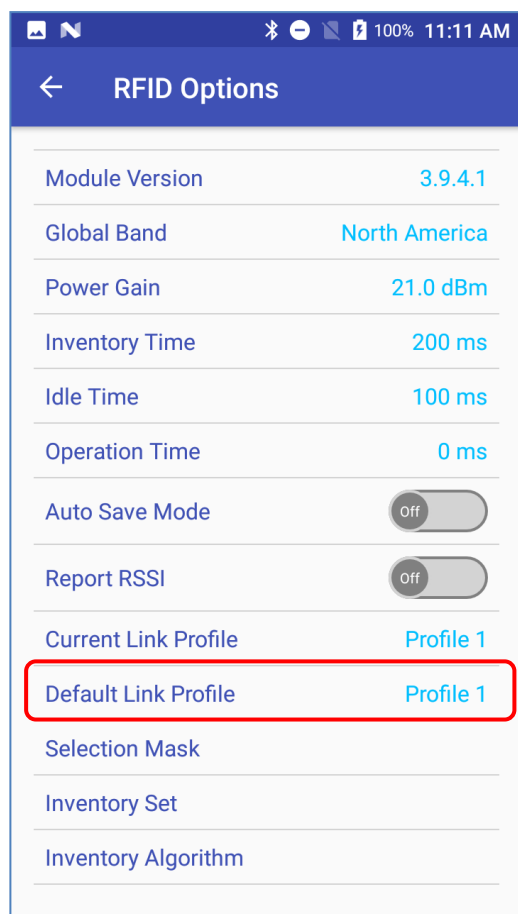 100% 11:11 AM
RFID Options
Module Version 3.9.4.1
Global Band North America
Power Gain 21.0 dBm
Inventory Time 200 ms
Idle Time 100 ms
Operation Time 0 ms
Auto Save Mode Off
Report RSSI Off
Current Link Profile Profile 1
Default Link Profile Profile 1
Selection Mask
Inventory Set
Inventory Algorithm